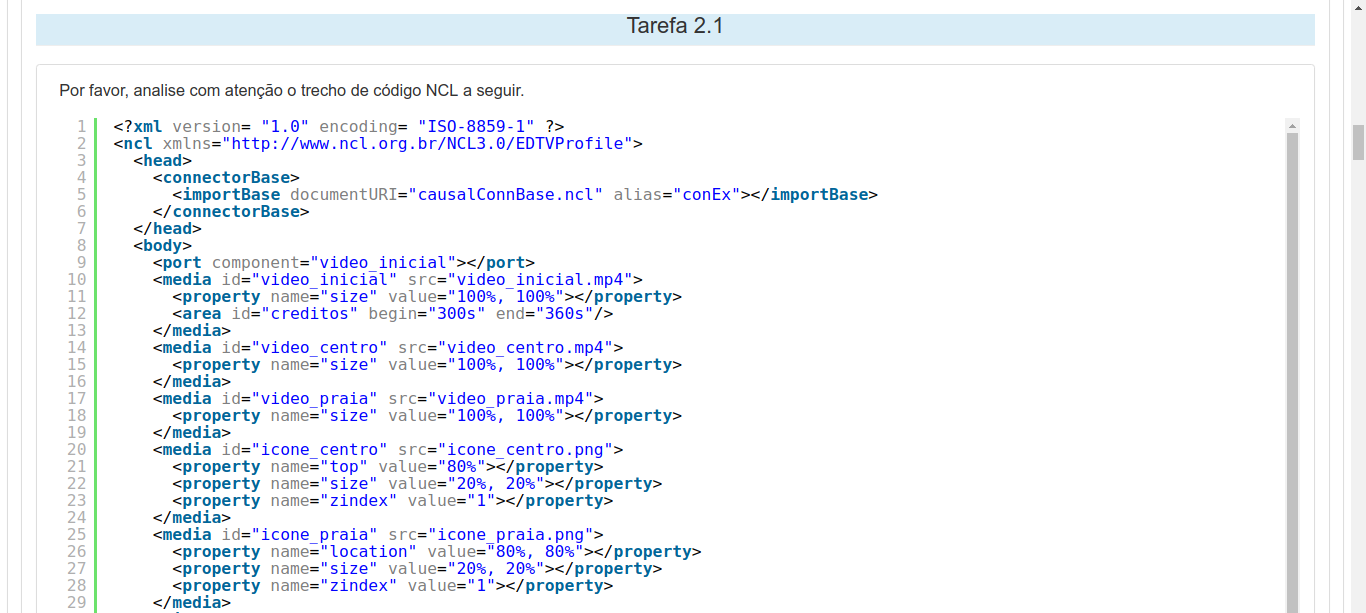 Tarefa 2.1
Por favor, analise com atenção o trecho de código NCL a seguir.
1 <?xml version= "1.0" encoding= "ISO-8859-1" ?>
2 <ncl xmlns="http://www.ncl.org.br/NCL3.0/EDTVProfile">
3 <head>
4 <connectorBase>
5 <importBase documentURI="causalConnBase.ncl" alias="conEx"></importBase>
6 </connectorBase>
7 </head>
8 <body>
9 <port component="video_inicial"></port>
10 <media id="video_inicial" src="video_inicial.mp4">
11 <property name="size" value="100%, 100%"></property>
12 <area id="creditos" begin="300s" end="360s"/>
13 </media>
14 <media id="video_centro" src="video_centro.mp4">
15 <property name="size" value="100%, 100%"></property>
16 </media>
17 <media id="video_praia" src="video_praia.mp4">
18 <property name="size" value="100%, 100%"></property>
19 </media>
20 <media id="icone_centro" src="icone_centro.png">
21 <property name="top" value="80%"></property>
22 <property name="size" value="20%, 20%"></property>
23 <property name="zindex" value="1"></property>
24 </media>
25 <media id="icone_praia" src="icone_praia.png">
26 <property name="location" value="80%, 80%"></property>
27 <property name="size" value="20%, 20%"></property>
28 <property name="zindex" value="1"></property>
29 </media>